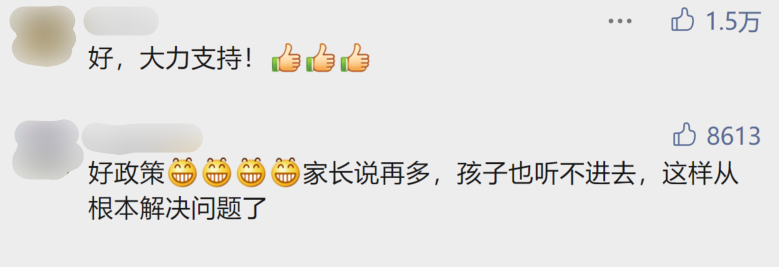 1.5万
好，大力支持！👍👍👍
8613
好政策😁😁😁😁家长说再多，孩子也听不进去，这样从
根本解决问题了